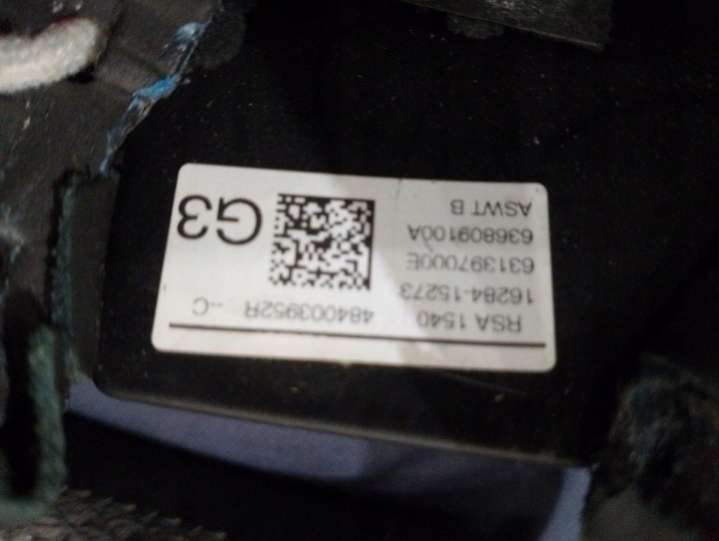 RSA 1540 484003952R --C
16284-15273
631397000E
636809100A
ASWT B
G3